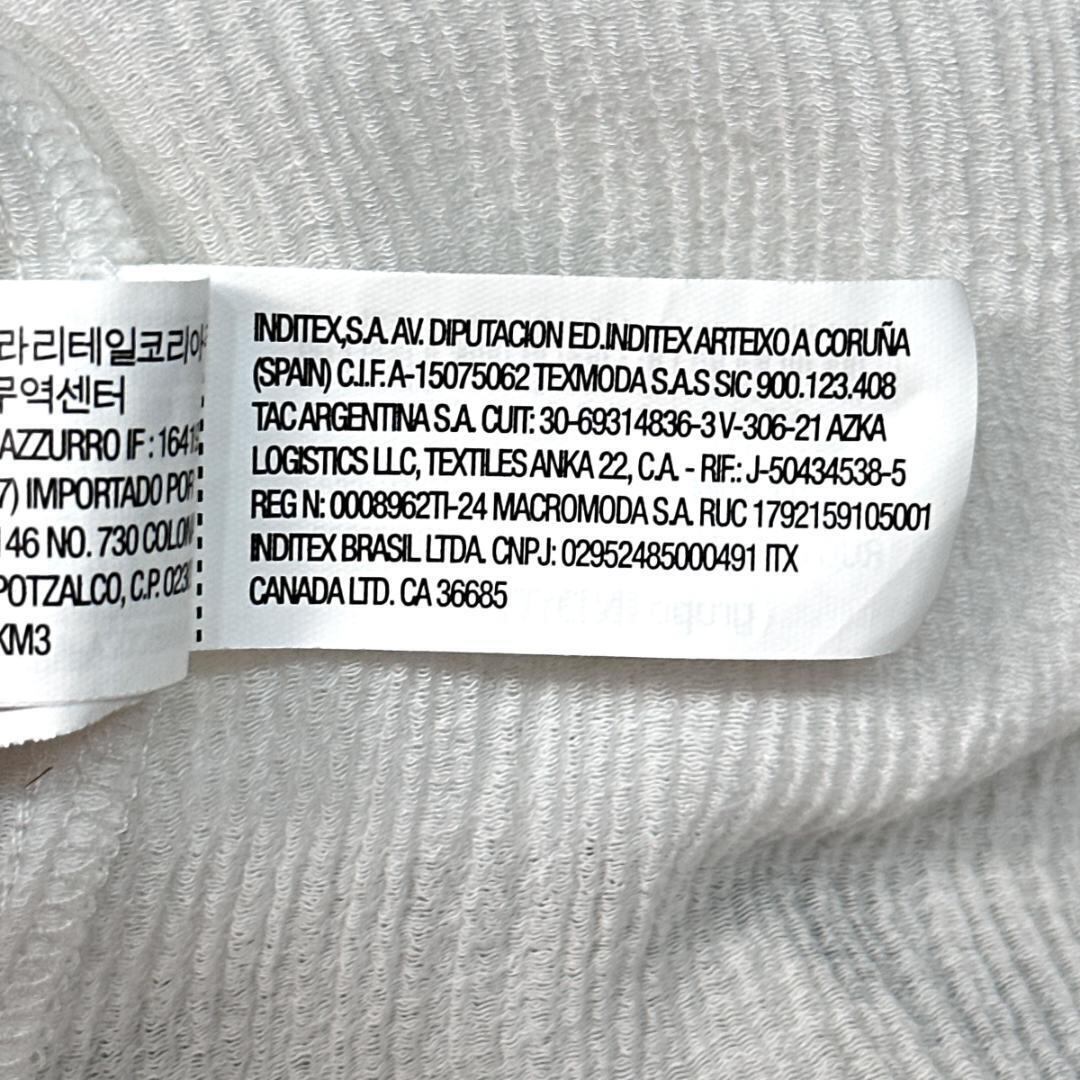 라리테일코리아
무역센터
AZZURRO IF: 1641
7) IMPORTADO POR
46 NO. 730 COLON
POTZALCO, C.P. 023
KM3
INDITEX,S.A. AV. DIPUTACION ED.INDITEX ARTEIXO A CORUÑA
(SPAIN) C.I.F. A-15075062 TEXMODA S.A.S SIC 900.123.408
TAC ARGENTINA S.A. CUIT: 30-69314836-3 V-306-21 AZKA
LOGISTICS LLC, TEXTILES ANKA 22, C.A. - RIF.: J-50434538-5
REG N: 0008962TI-24 MACROMODA S.A. RUC 1792159105001
INDITEX BRASIL LTDA. CNPJ: 02952485000491 ITX
CANADA LTD. CA 36685